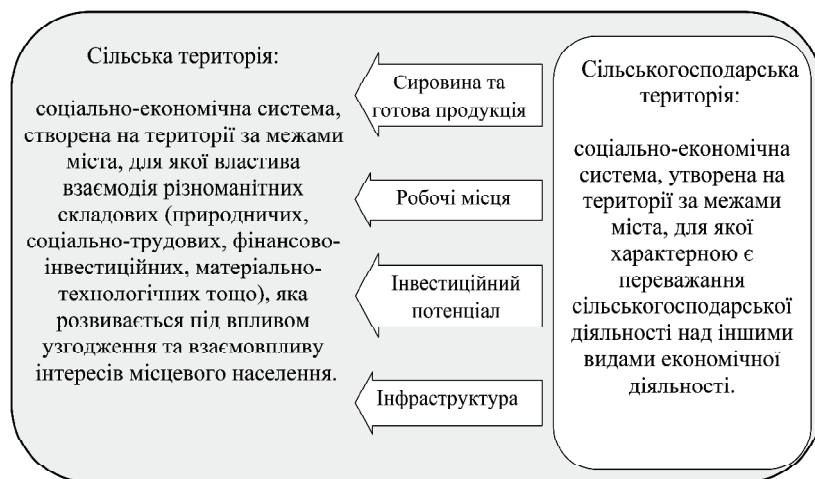 Сільська територія:
соціально-економічна система,
створена на території за межами
міста, для якої властива
взаємодія різноманітних
складових (природничих,
соціально-трудових, фінансово-
інвестиційних, матеріально-
технологічних тощо), яка
розвивається під впливом
узгодження та взаємовпливу
інтересів місцевого населення.
Сировина та
готова продукція
Робочі місця
Інвестиційний
потенціал
Інфраструктура
Сільськогосподарська
територія:
соціально-економічна
система, утворена на
території за межами
міста, для якої
характерною є
переважання
сільськогосподарської
діяльності над іншими
видами економічної
діяльності.